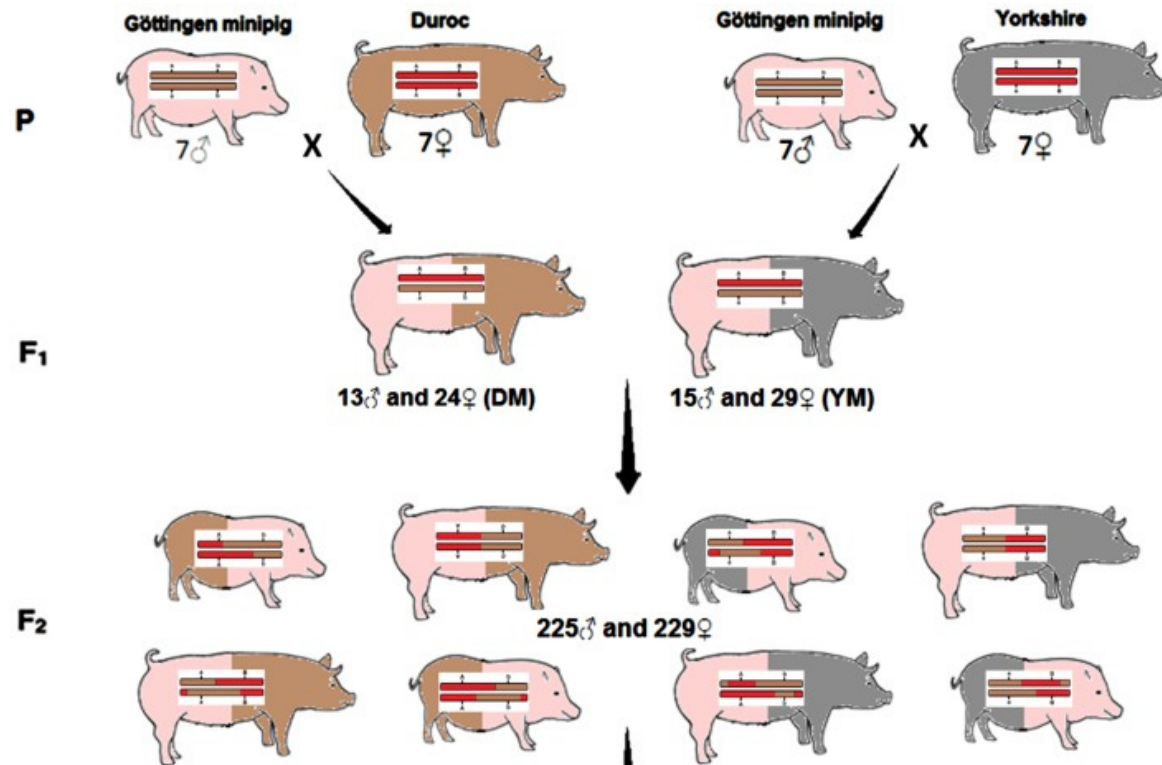 Göttingen minipig Duroc Göttingen minipig Yorkshire
P
7♂ X 7♀ 7♂ X 7♀
F₁
13♂ and 24♀ (DM) 15♂ and 29♀ (YM)
F₂
225♂ and 229♀